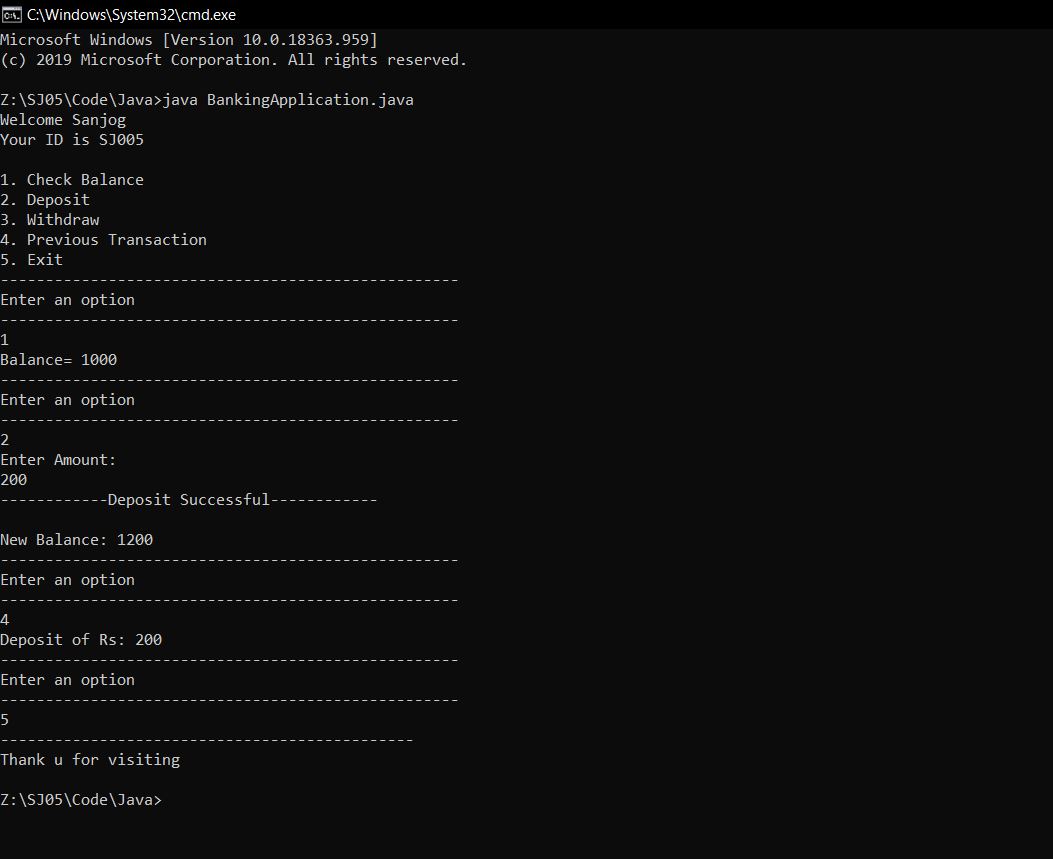 C:\Windows\System32\cmd.exe
Microsoft Windows [Version 10.0.18363.959]
(c) 2019 Microsoft Corporation. All rights reserved.
Z:\SJ05\Code\Java>java BankingApplication.java
Welcome Sanjog
Your ID is SJ005
1. Check Balance
2. Deposit
3. Withdraw
4. Previous Transaction
5. Exit
---------------------------------------------------
Enter an option
---------------------------------------------------
1
Balance= 1000
---------------------------------------------------
Enter an option
---------------------------------------------------
2
Enter Amount:
200
------------Deposit Successful------------
New Balance: 1200
---------------------------------------------------
Enter an option
---------------------------------------------------
4
Deposit of Rs: 200
---------------------------------------------------
Enter an option
---------------------------------------------------
5
----------------------------------------------
Thank u for visiting
Z:\SJ05\Code\Java>